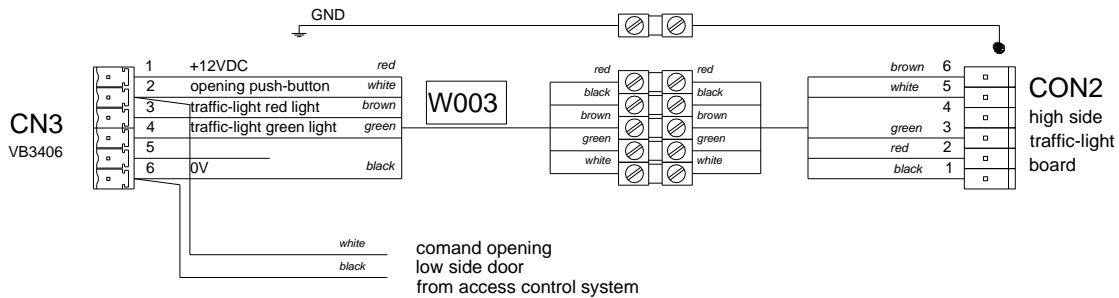 GND
1 +12VDC red
2 opening push-button white
3 traffic-light red light brown
4 traffic-light green light green
5
6 0V black
CN3
VB3406
W003
red red
black black
brown brown
green green
white white
brown 6
white 5
4
green 3
red 2
black 1
CON2
high side
traffic-light
board
white comand opening
black low side door
from access control system